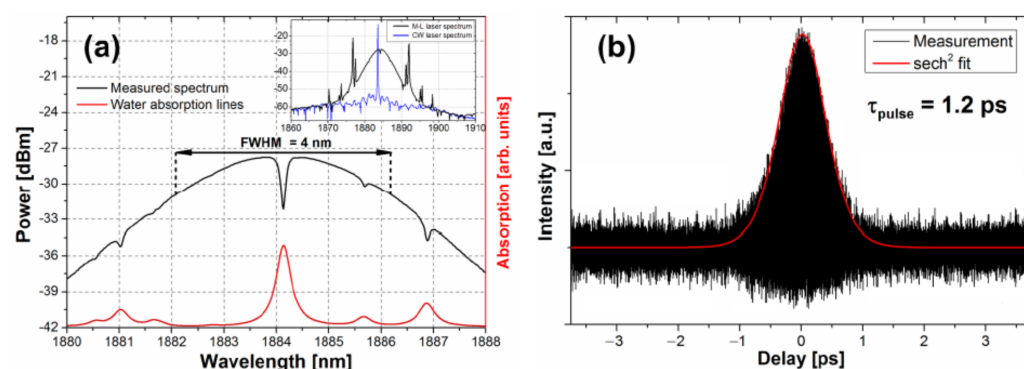 (a)
Measured spectrum
Water absorption lines
FWHM = 4 nm
Power [dBm]
-18
-21
-24
-27
-30
-33
-36
-39
-42
1880 1881 1882 1883 1884 1885 1886 1887 1888
Wavelength [nm]
Absorption [arb. units]
M-L laser spectrum
CW laser spectrum
-20
-30
-40
-50
-60
1860 1870 1880 1890 1900 1910
(b)
Measurement
sech² fit
τpulse = 1.2 ps
Intensity [a.u.]
−3 −2 −1 0 1 2 3
Delay [ps]